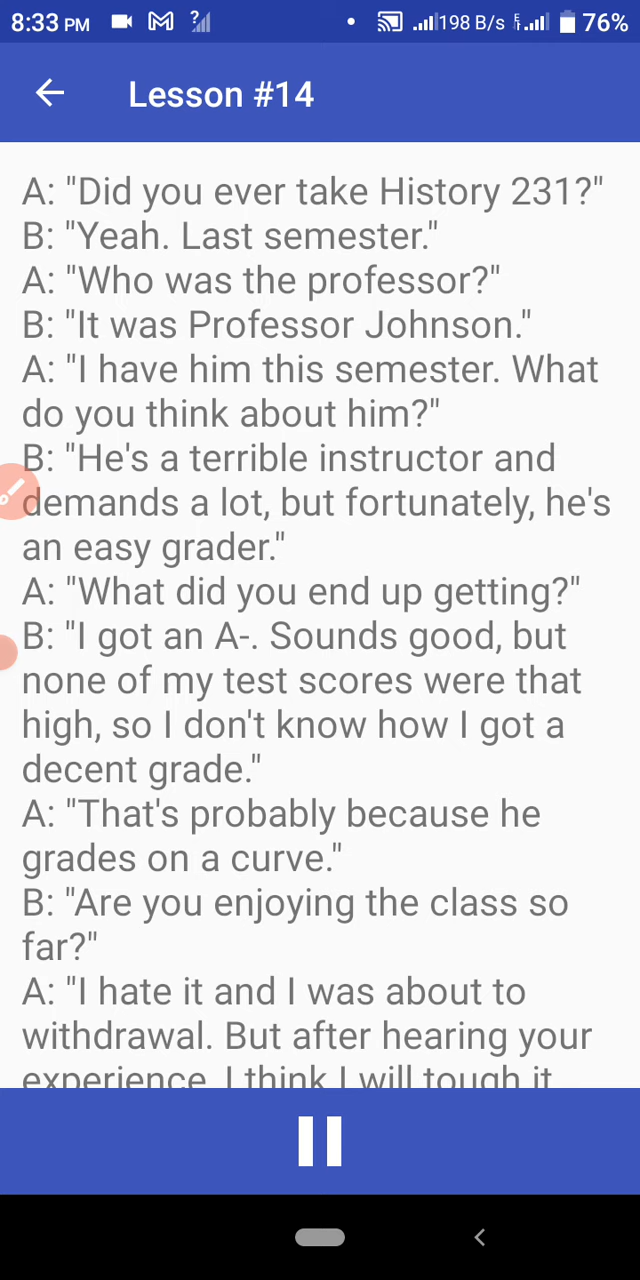 8:33 PM 198 B/s 76%
Lesson #14
A: "Did you ever take History 231?"
B: "Yeah. Last semester."
A: "Who was the professor?"
B: "It was Professor Johnson."
A: "I have him this semester. What
do you think about him?"
B: "He's a terrible instructor and
demands a lot, but fortunately, he's
an easy grader."
A: "What did you end up getting?"
B: "I got an A-. Sounds good, but
none of my test scores were that
high, so I don't know how I got a
decent grade."
A: "That's probably because he
grades on a curve."
B: "Are you enjoying the class so
far?"
A: "I hate it and I was about to
withdrawal. But after hearing your
experience, I think I will tough it